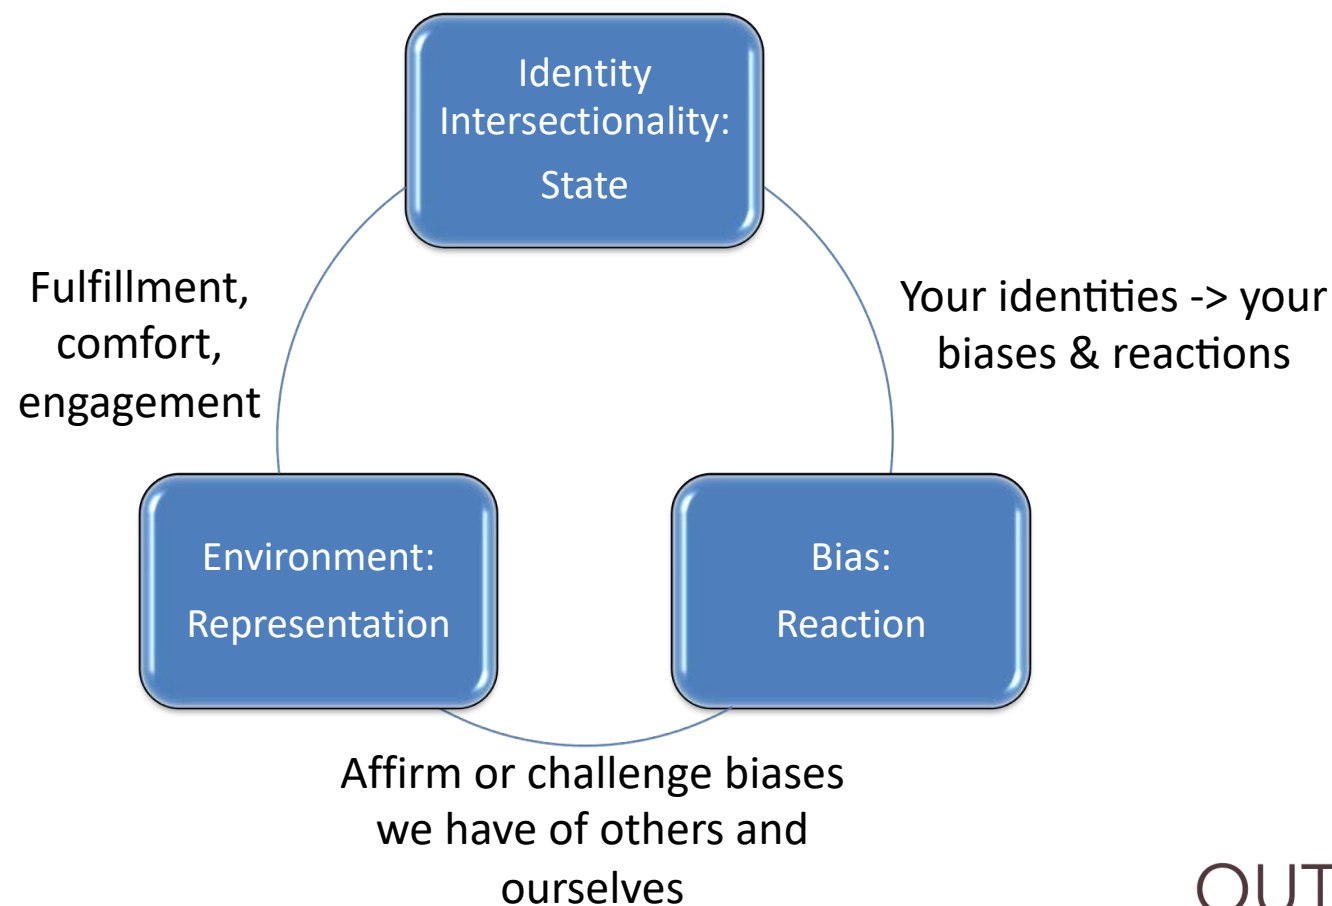 Identity
Intersectionality:
State
Fulfillment,
comfort,
engagement
Your identities -> your
biases & reactions
Environment:
Representation
Bias:
Reaction
Affirm or challenge biases
we have of others and
ourselves
OUT